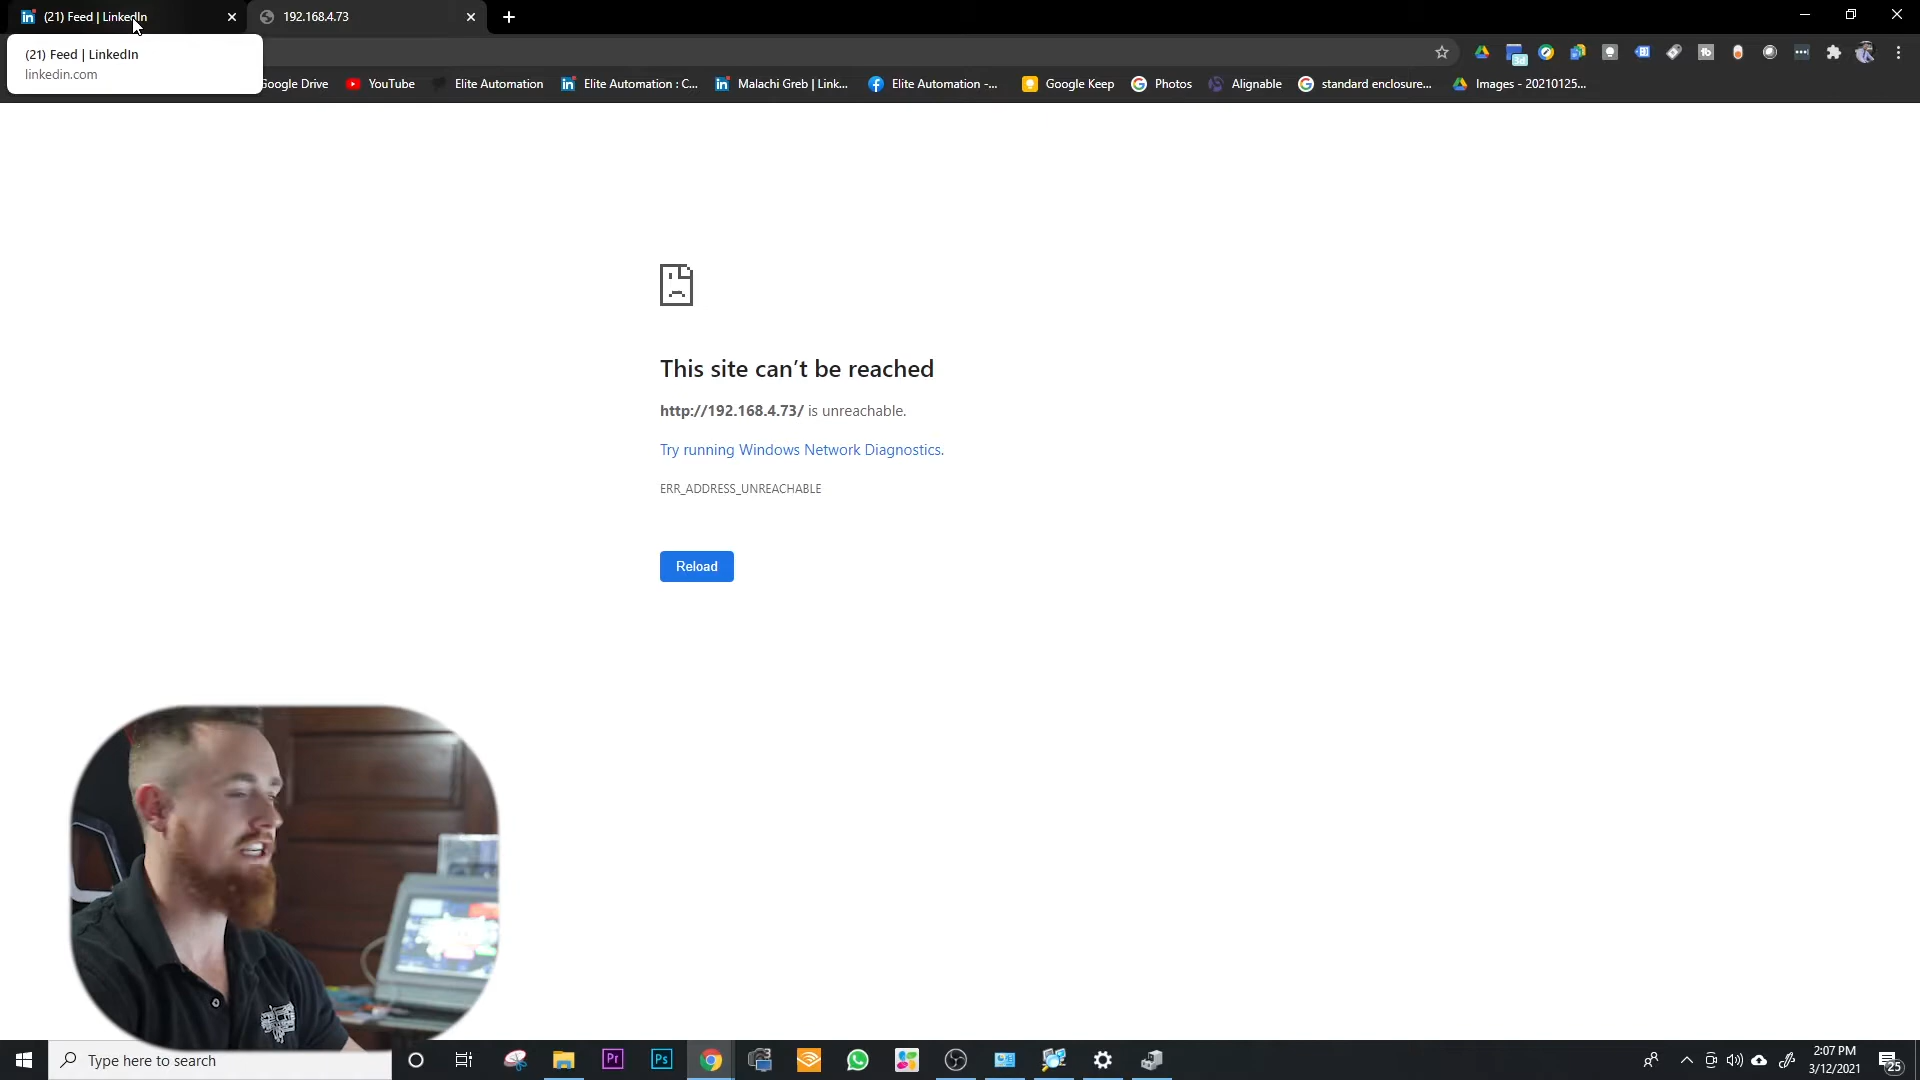 (21) Feed | LinkedIn
192.168.4.73
(21) Feed | LinkedIn
linkedin.com
Google Drive YouTube Elite Automation Elite Automation : C... Malachi Greb | Link... Elite Automation -... Google Keep Photos Alignable standard enclosure... Images - 20210125...
This site can’t be reached
http://192.168.4.73/ is unreachable.
Try running Windows Network Diagnostics.
ERR_ADDRESS_UNREACHABLE
Reload
Type here to search
Pr
Ps
2:07 PM
3/12/2021
25